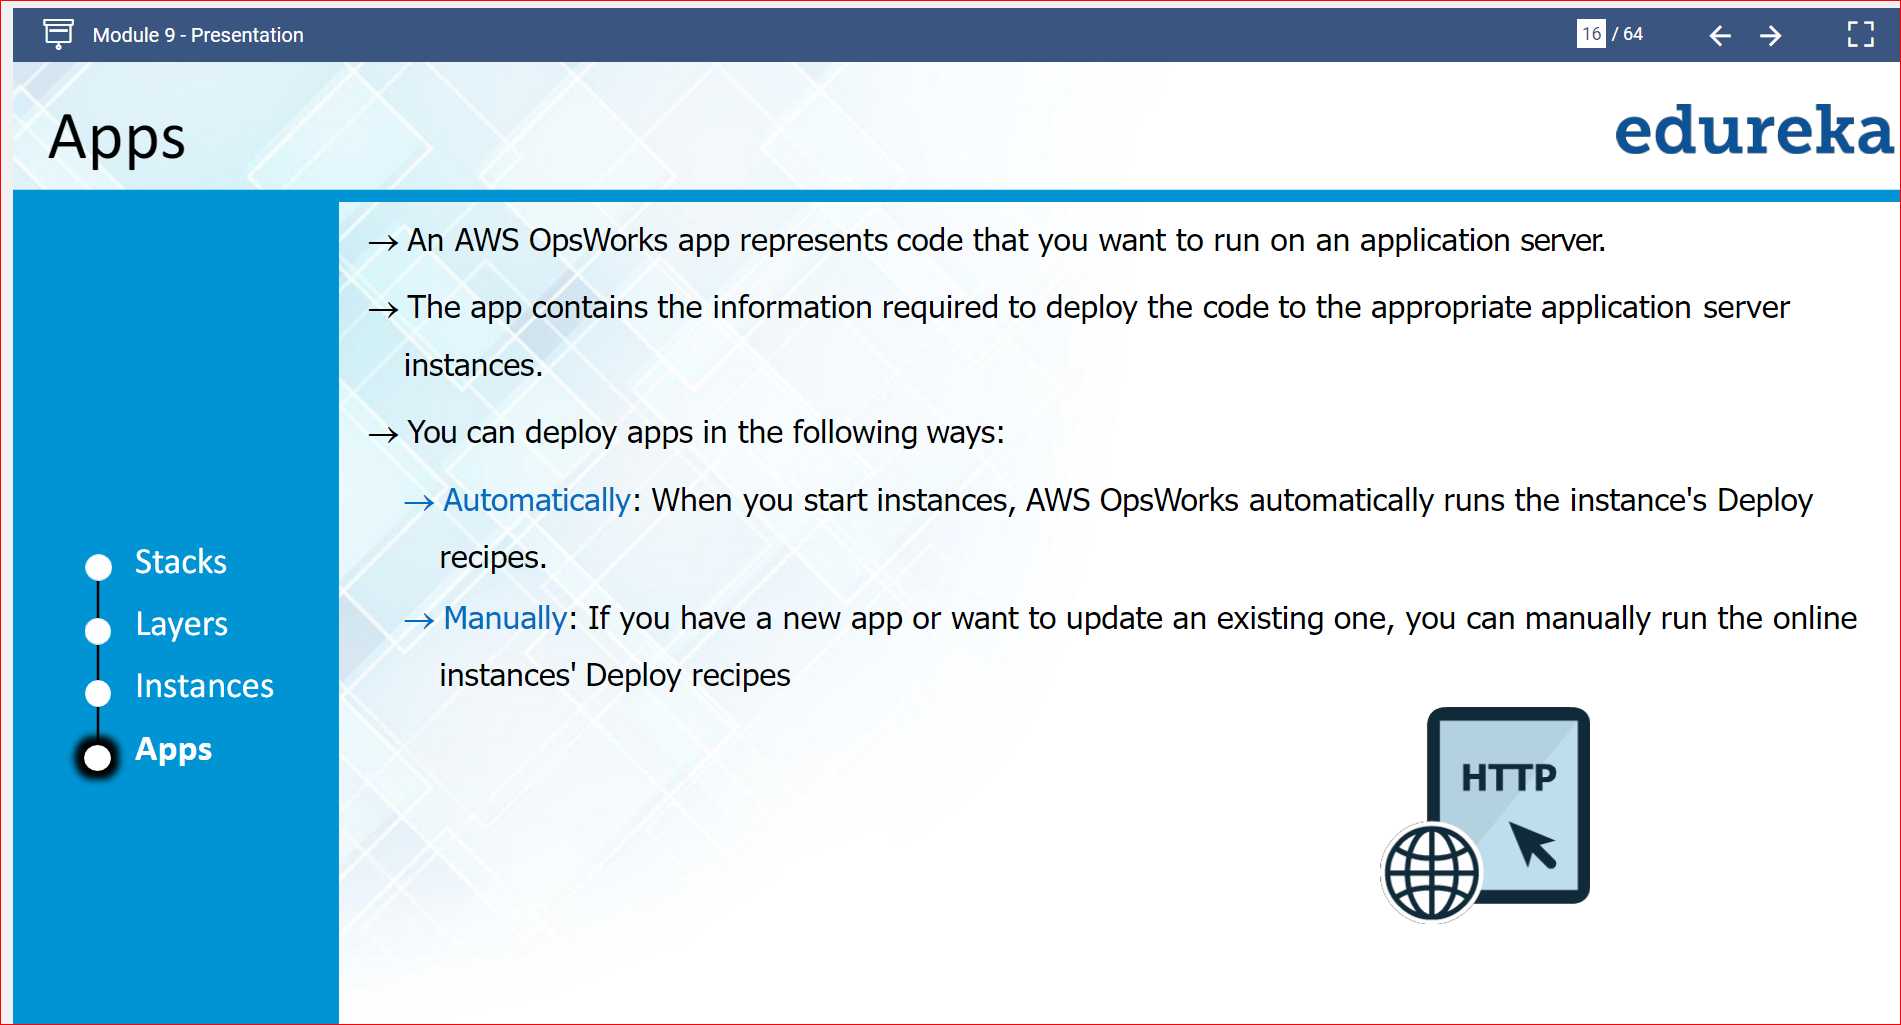 Module 9 - Presentation
16 / 64
Apps
edureka
→ An AWS OpsWorks app represents code that you want to run on an application server.
→ The app contains the information required to deploy the code to the appropriate application server
instances.
→ You can deploy apps in the following ways:
→ Automatically: When you start instances, AWS OpsWorks automatically runs the instance's Deploy
recipes.
→ Manually: If you have a new app or want to update an existing one, you can manually run the online
instances' Deploy recipes
Stacks
Layers
Instances
Apps
HTTP